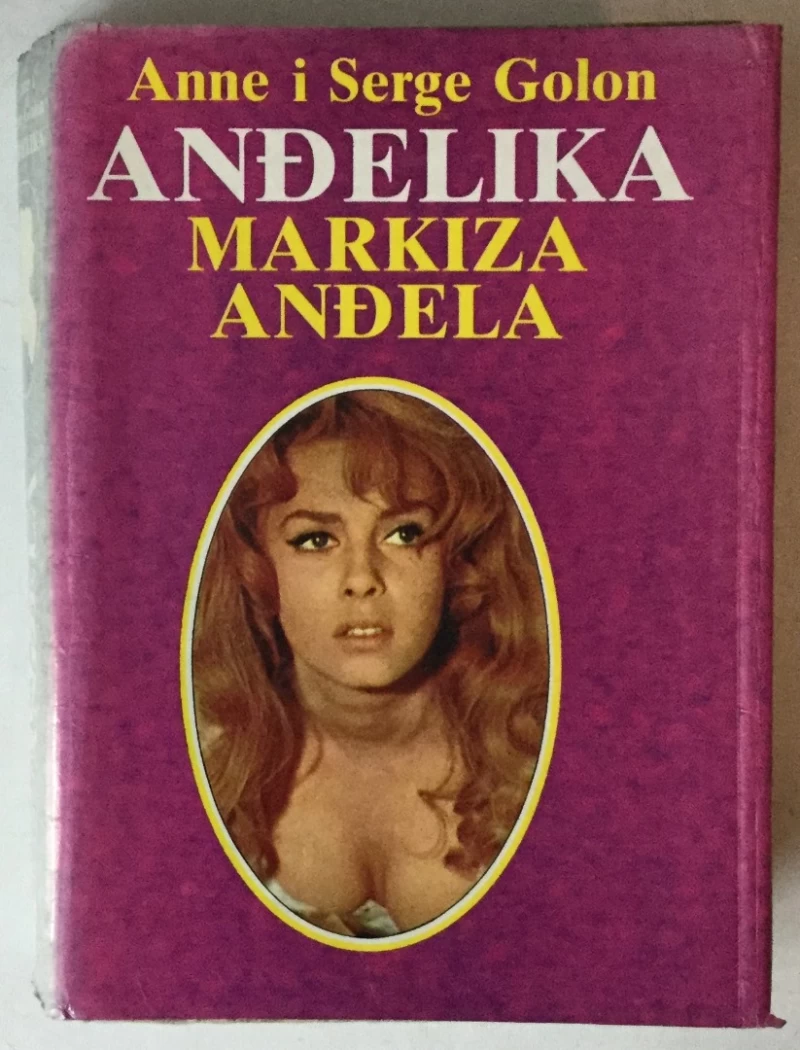 Anne i Serge Golon
ANĐELIKA
MARKIZA
ANĐELA